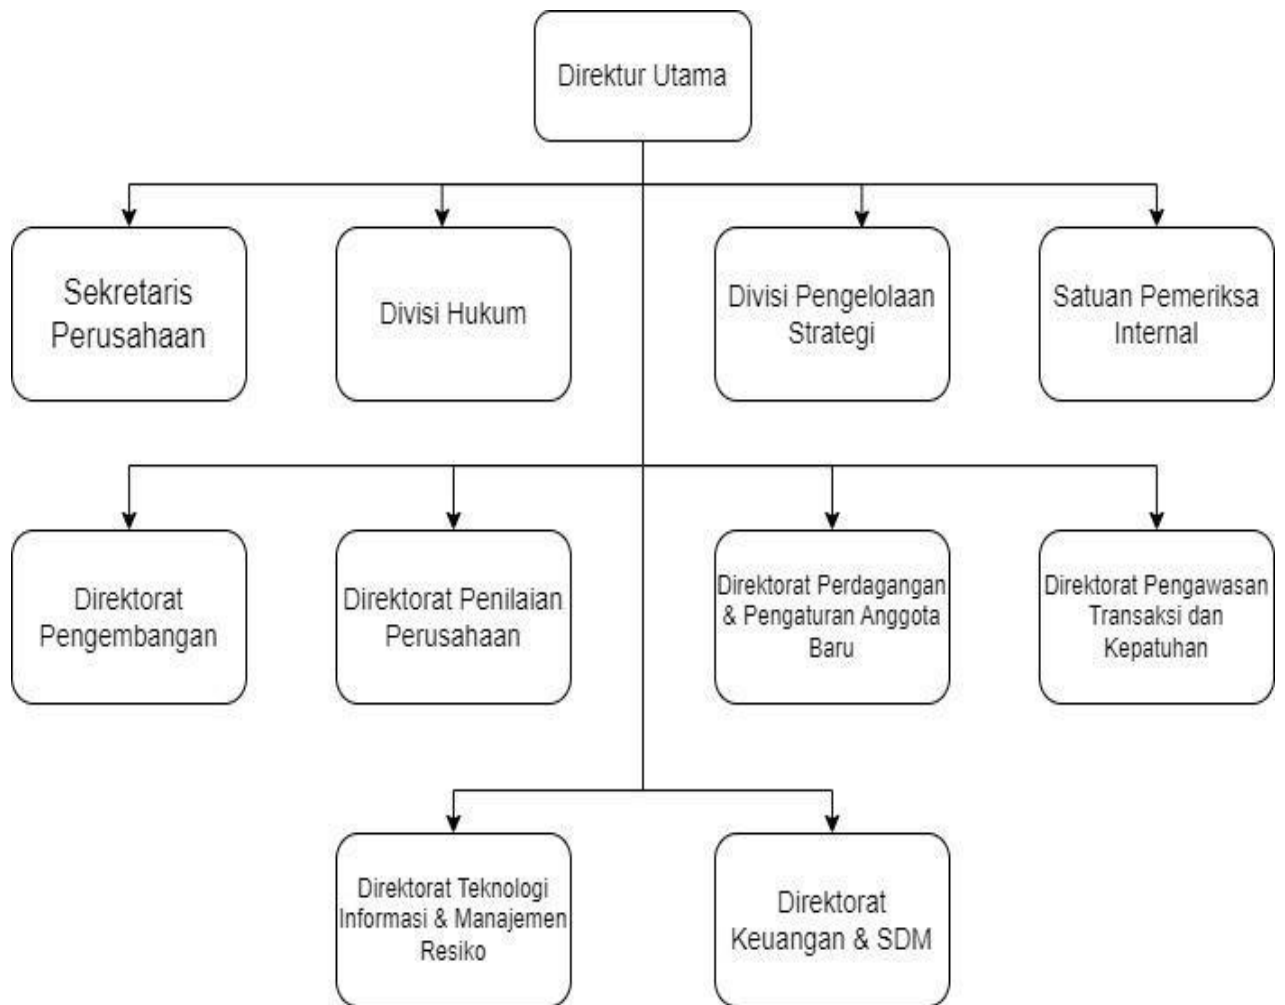 Direktur Utama
Sekretaris
Perusahaan
Divisi Hukum
Divisi Pengelolaan
Strategi
Satuan Pemeriksa
Internal
Direktorat
Pengembangan
Direktorat Penilaian
Perusahaan
Direktorat Perdagangan
& Pengaturan Anggota
Baru
Direktorat Pengawasan
Transaksi dan
Kepatuhan
Direktorat Teknologi
Informasi & Manajemen
Resiko
Direktorat
Keuangan & SDM